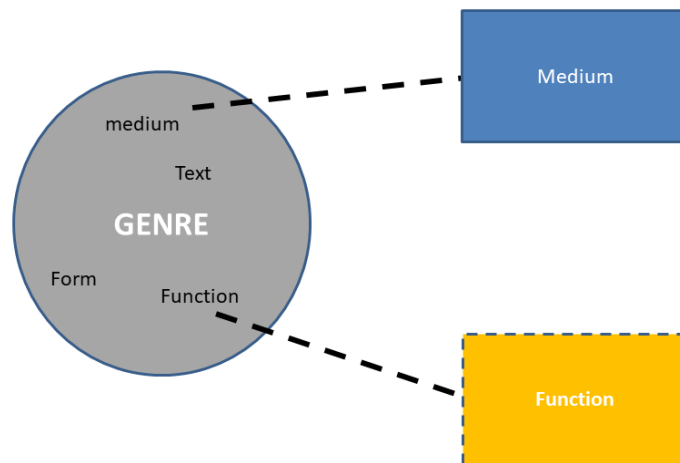 Medium
medium
Text
GENRE
Form
Function
Function